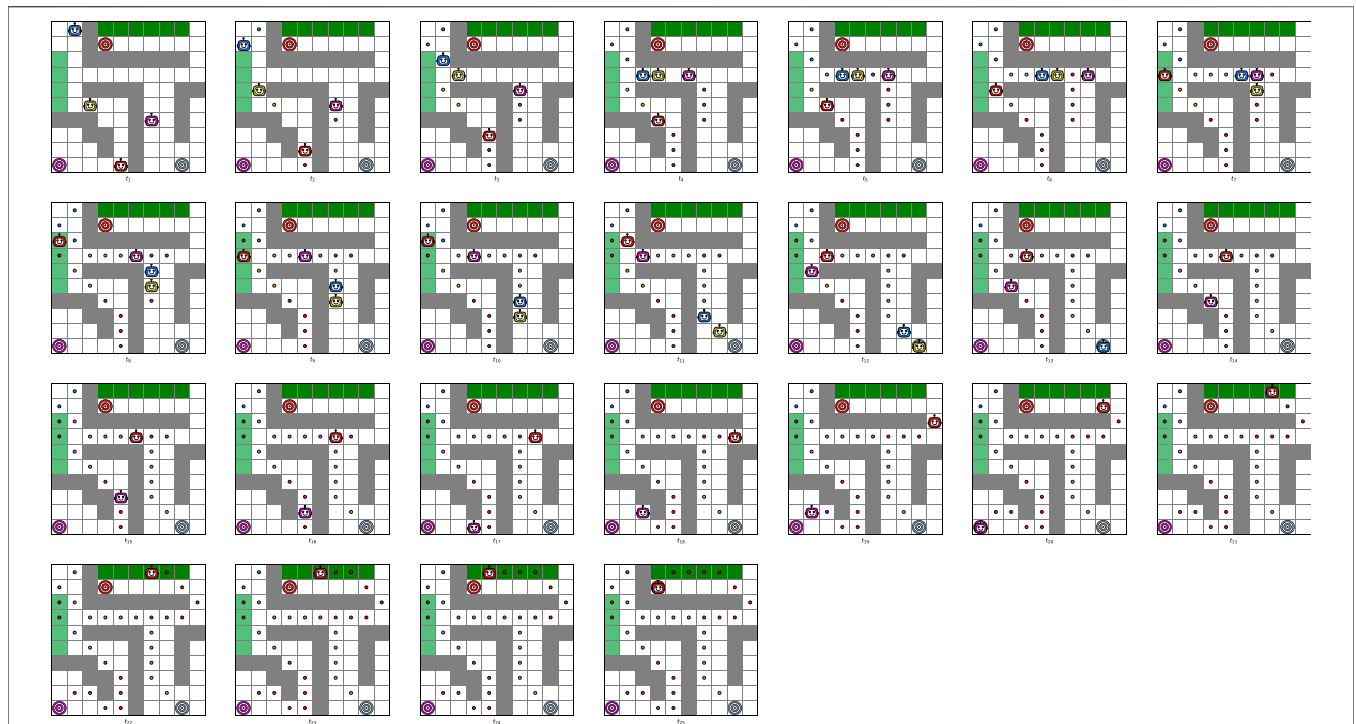 t₁ t₂ t₃ t₄ t₅ t₆ t₇
t₈ t₉ t₁₀ t₁₁ t₁₂ t₁₃ t₁₄
t₁₅ t₁₆ t₁₇ t₁₈ t₁₉ t₂₀ t₂₁
t₂₂ t₂₃ t₂₄ t₂₅